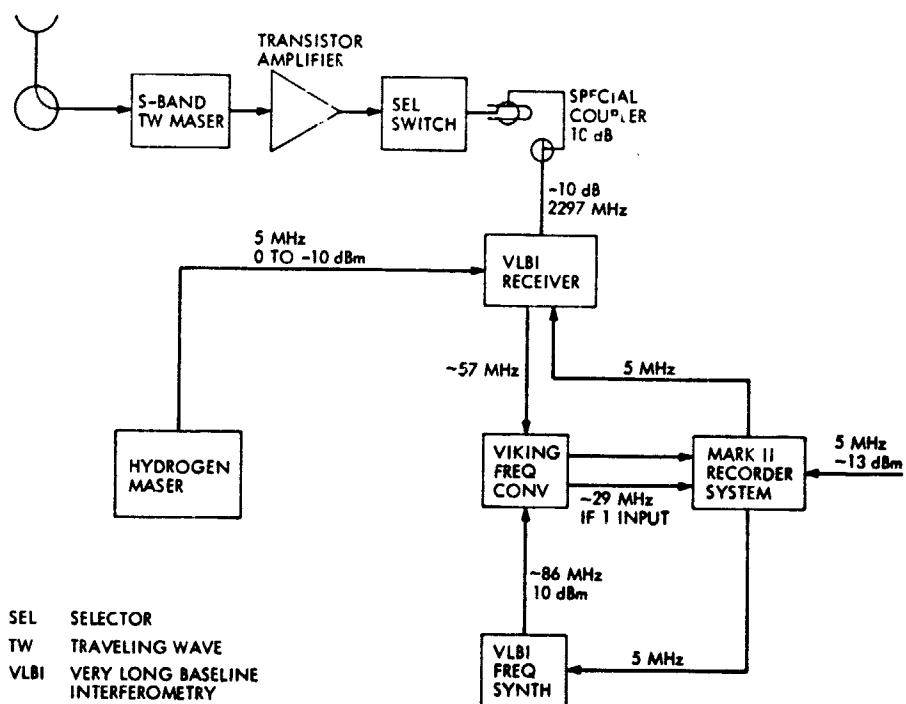 TRANSISTOR
AMPLIFIER
S-BAND
TW MASER
SEL
SWITCH
SPECIAL
COUPLER
10 dB
~10 dB
2297 MHz
5 MHz
0 TO -10 dBm
VLBI
RECEIVER
~57 MHz
5 MHz
HYDROGEN
MASER
VIKING
FREQ
CONV
MARK II
RECORDER
SYSTEM
5 MHz
~13 dBm
~29 MHz
IF 1 INPUT
~86 MHz
10 dBm
VLBI
FREQ
SYNTH
5 MHz
SEL SELECTOR
TW TRAVELING WAVE
VLBI VERY LONG BASELINE
INTERFEROMETRY